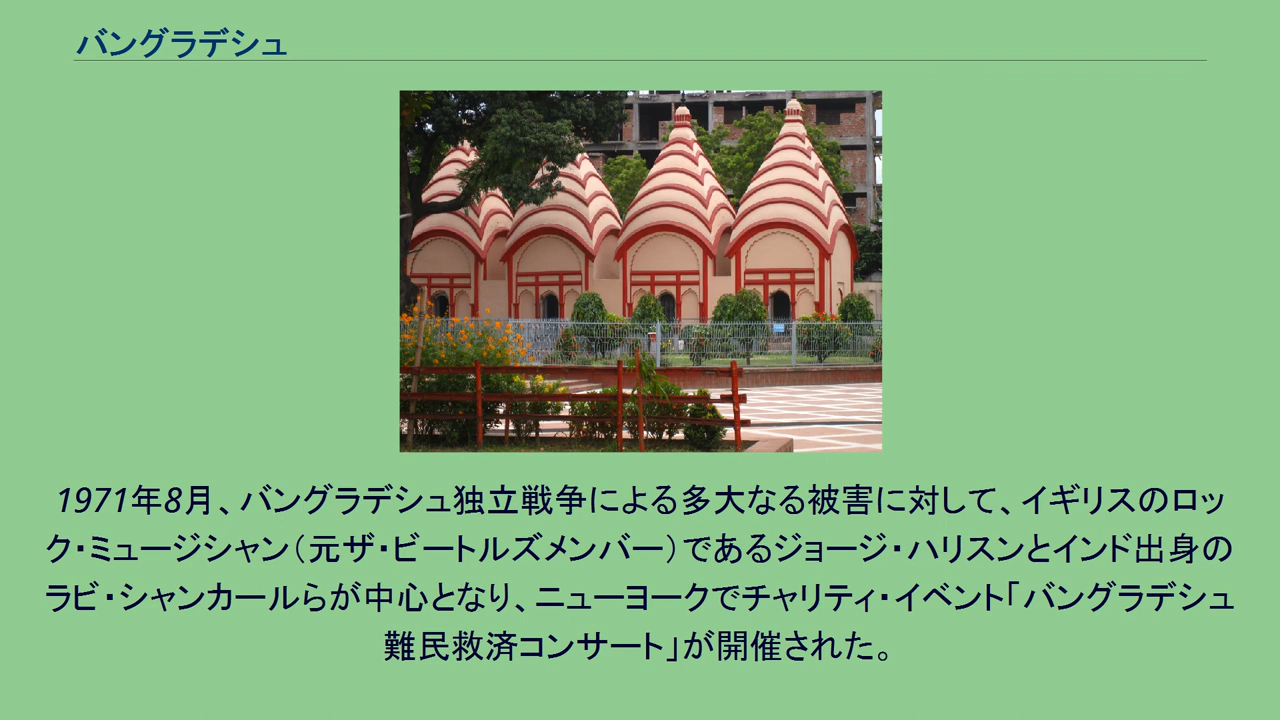 バングラデシュ
1971年8月、バングラデシュ独立戦争による多大なる被害に対して、イギリスのロッ
ク・ミュージシャン（元ザ・ビートルズメンバー）であるジョージ・ハリスンとインド出身の
ラビ・シャンカールらが中心となり、ニューヨークでチャリティ・イベント「バングラデシュ
難民救済コンサート」が開催された。